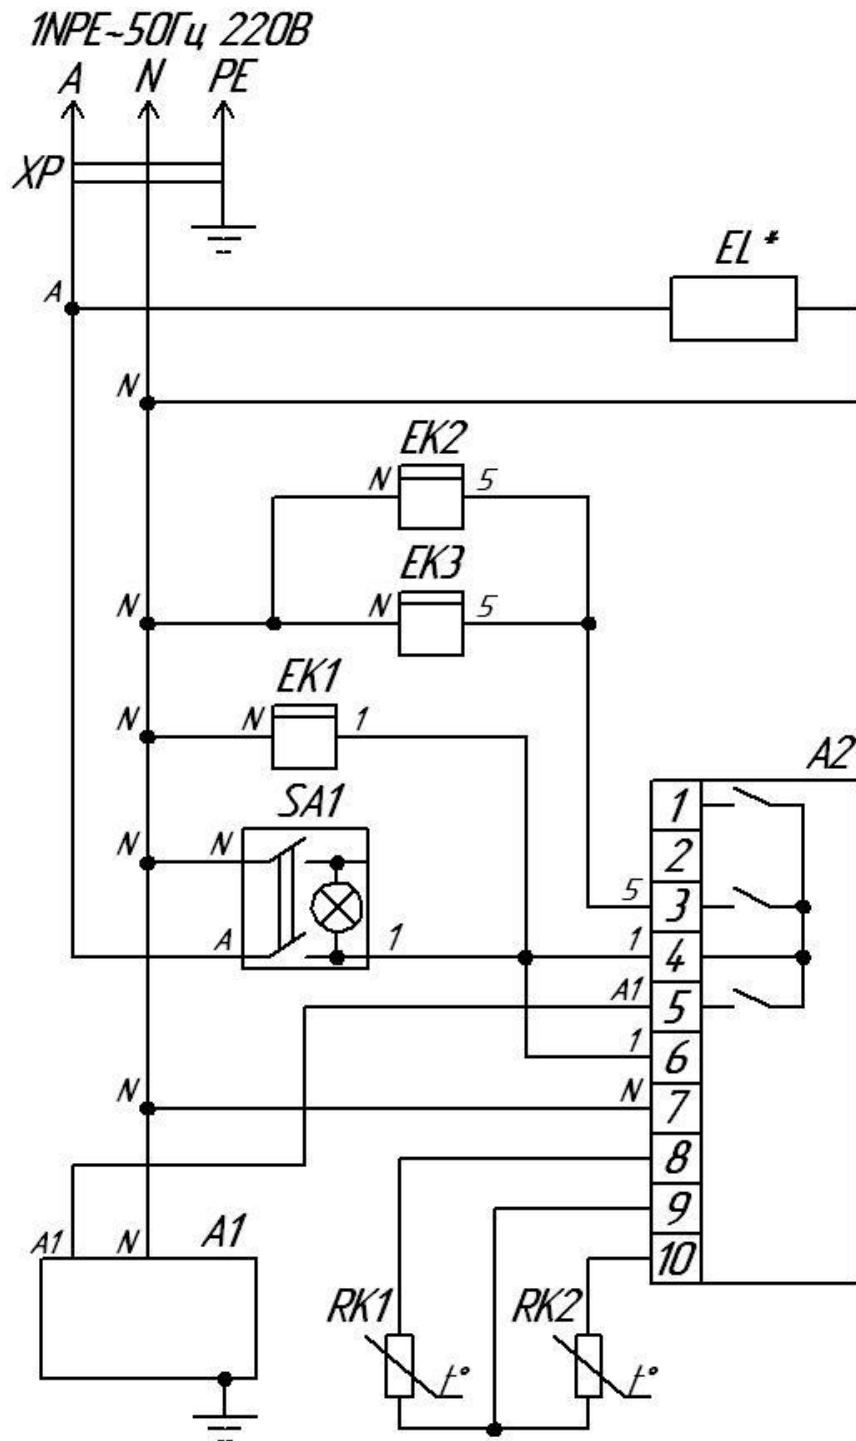 1NPE~50Гц 220В
A N PE
XP
EL*
A
N
EK2
N 5
EK3
N N 5
EK1
N N 1
A2
SA1
1
N N
2
5 3
A 1 1 4
A1 5
1 6
N N 7
8
9
A1 N A1
10
RK1 RK2
t° t°